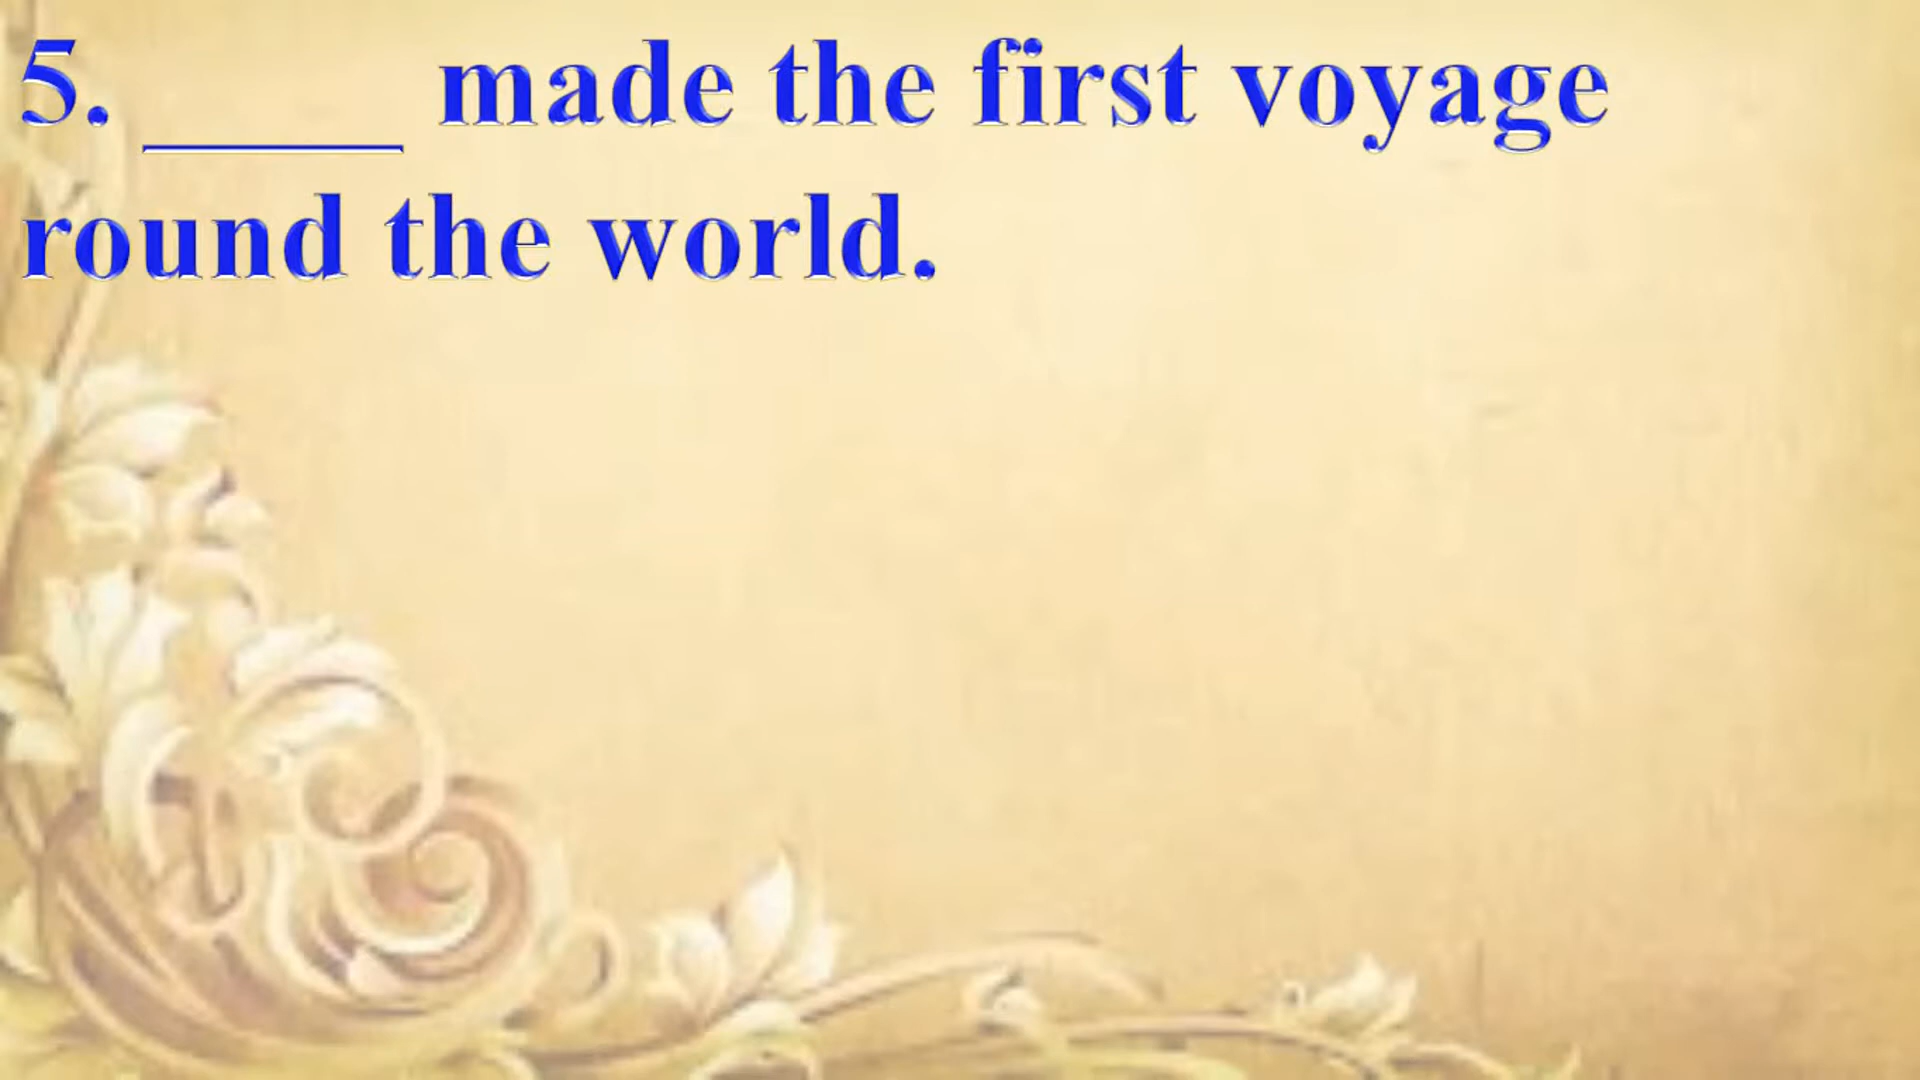 5. _____ made the first voyage
round the world.